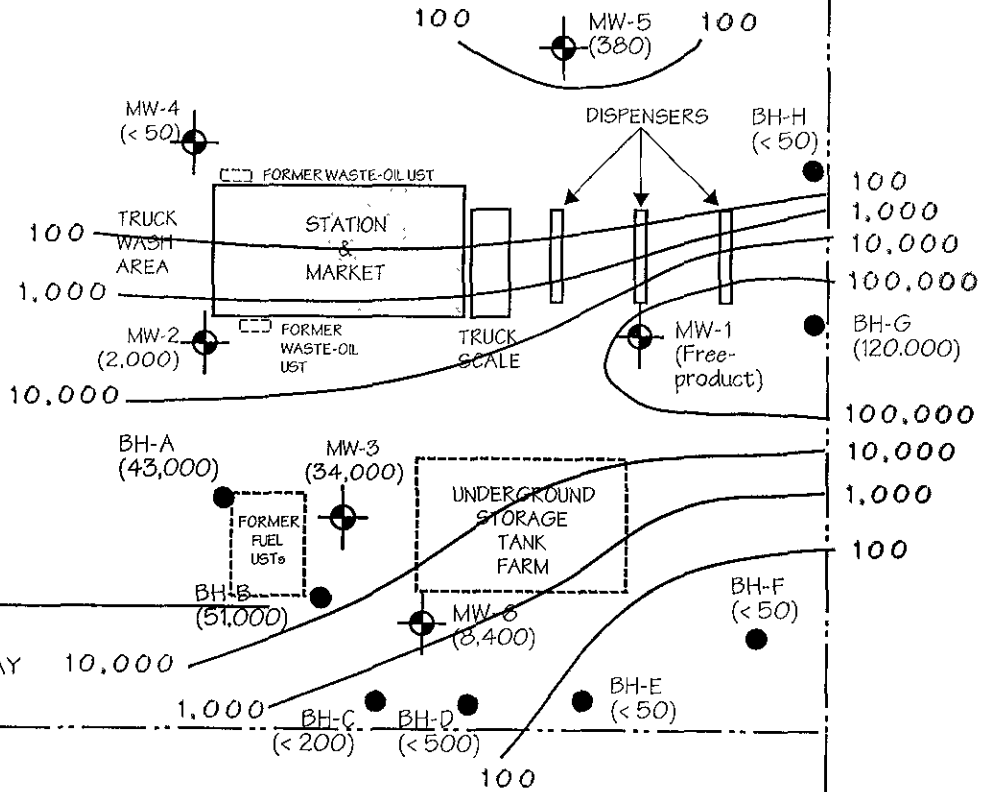 100
MW-5
100
(380)
MW-4
(<50)
DISPENSERS
BH-H
(<50)
FORMER WASTE-OIL UST
100
TRUCK
WASH
AREA
STATION
&
MARKET
100
1,000
10,000
100,000
1,000
MW-2
(2,000)
FORMER
WASTE-OIL
UST
TRUCK
SCALE
MW-1
(Free-
product)
BH-G
(120.000)
10,000
100,000
BH-A
(43,000)
MW-3
(34,000)
10,000
UNDERGROUND
STORAGE
TANK
FARM
1,000
FORMER
FUEL
USTs
100
BH-B
(51,000)
MW-6
(8,400)
BH-F
(<50)
AY
10,000
1,000
BH-C
(<200)
BH-D
(<500)
BH-E
(<50)
100